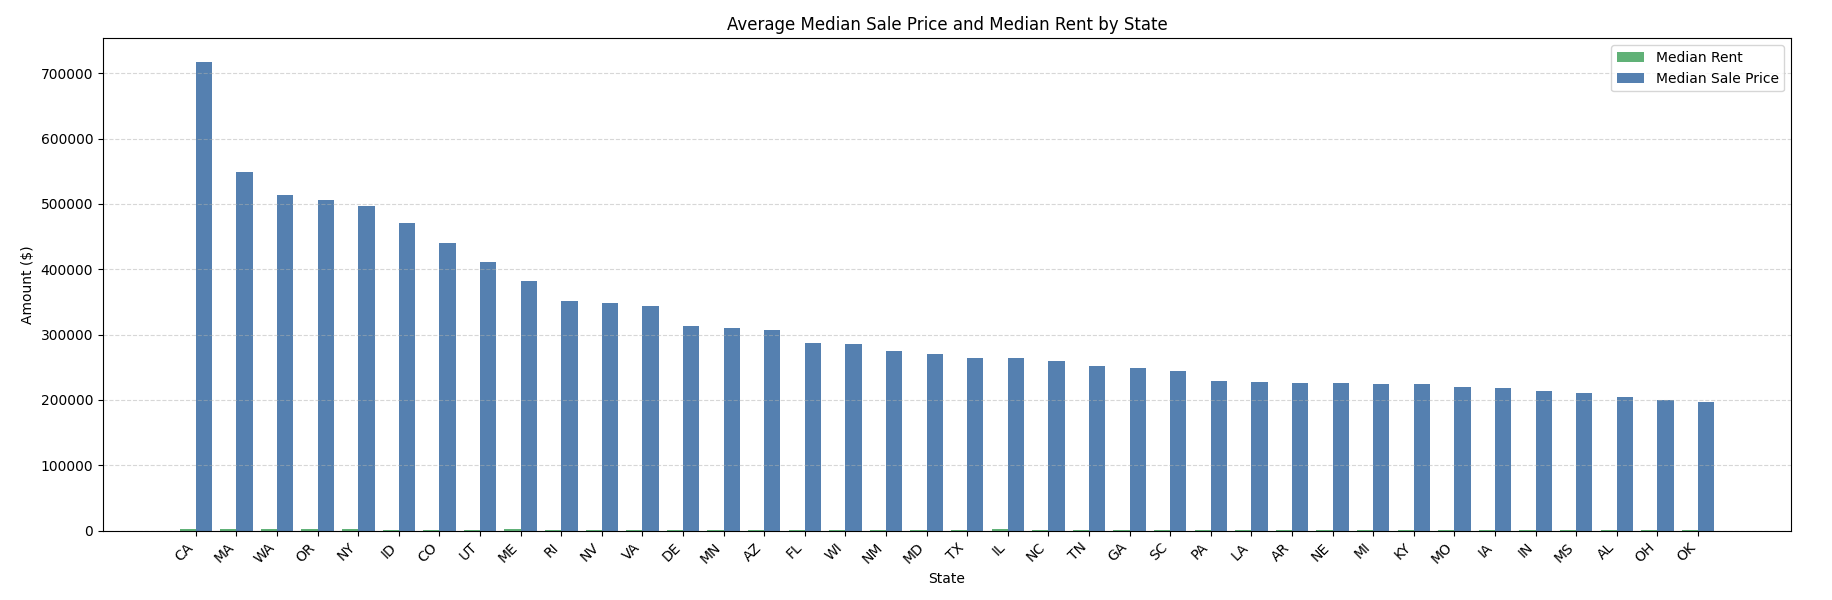 Average Median Sale Price and Median Rent by State
Median Rent
Median Sale Price
Amount ($)
700000
600000
500000
400000
300000
200000
100000
0
CA MA WA OR NY ID CO UT ME RI NV VA DE MN AZ FL WI NM MD TX IL NC TN GA SC PA LA AR NE MI KY MO IA IN MS AL OH OK
State